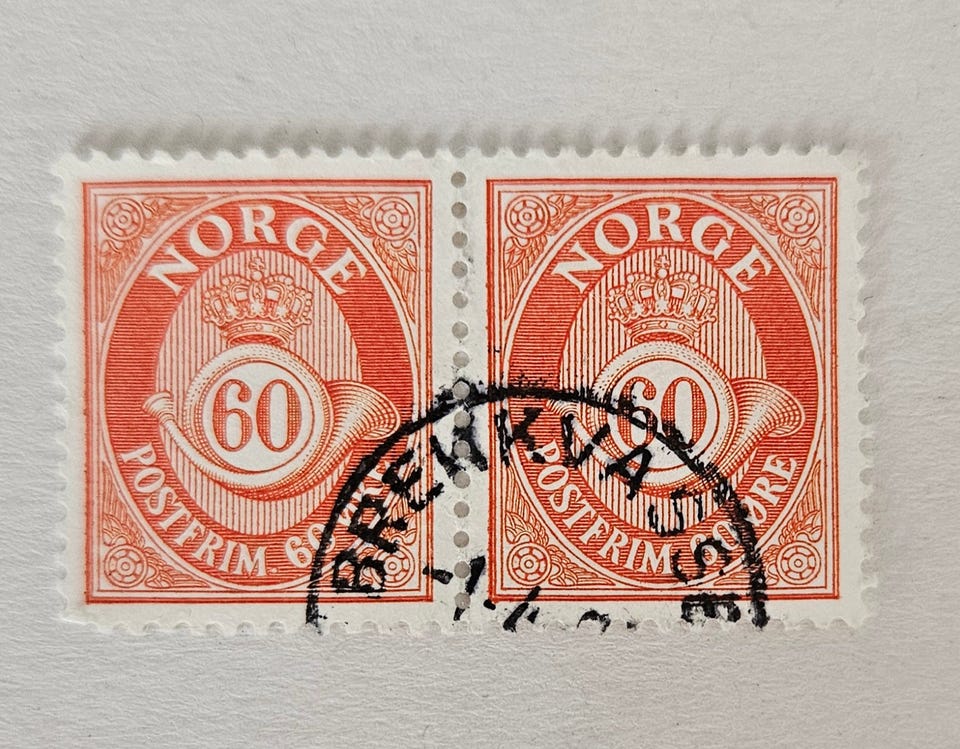 NORGE
60
POSTFRIM. 60 ØRE
NORGE
60
POSTFRIM. 60 ØRE
BREKKVASSE